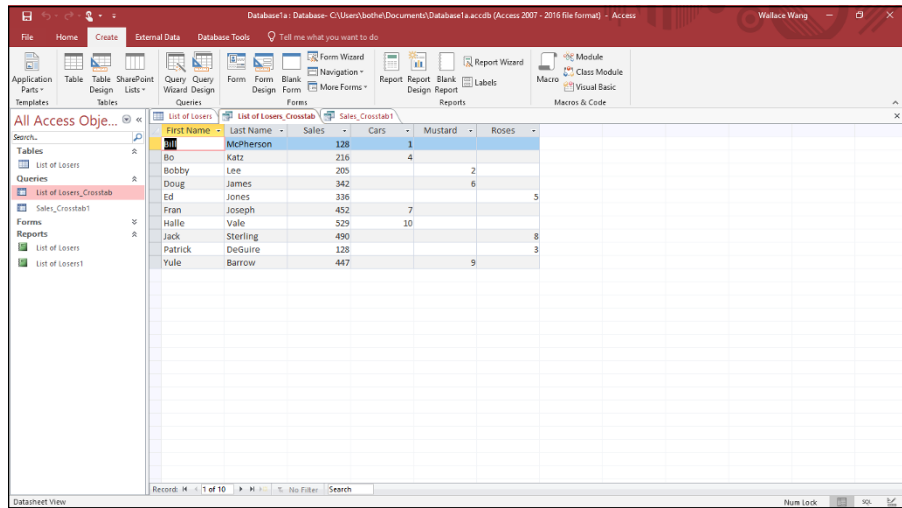 Database1a : Database- C:\Users\bothe\Documents\Database1a.accdb (Access 2007 - 2016 file format) - Access Wallace Wang
File Home Create External Data Database Tools Tell me what you want to do
Application Parts Table Table Design SharePoint Lists Query Wizard Query Design Form Form Design Blank Form Form Wizard Navigation More Forms Report Report Design Blank Report Report Wizard Labels Macro Module Class Module Visual Basic
Templates Tables Queries Forms Reports Macros & Code
All Access Obje...
Search...
Tables
List of Losers
Queries
List of Losers_Crosstab
Sales_Crosstab1
Forms
Reports
List of Losers
List of Losers1
List of Losers List of Losers_Crosstab Sales_Crosstab1
First Name Last Name Sales Cars Mustard Roses
Bill McPherson 128 1
Bo Katz 216 4
Bobby Lee 205 2
Doug James 342 6
Ed Jones 336 5
Fran Joseph 452 7
Halle Vale 529 10
Jack Sterling 490 8
Patrick DeGuire 128 3
Yule Barrow 447 9
Record: 1 of 10 No Filter Search
Datasheet View Num Lock SQL